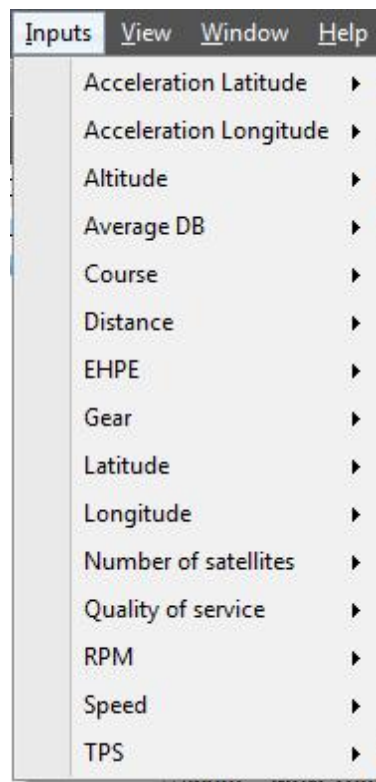 Inputs View Window Help
Acceleration Latitude
Acceleration Longitude
Altitude
Average DB
Course
Distance
EHPE
Gear
Latitude
Longitude
Number of satellites
Quality of service
RPM
Speed
TPS